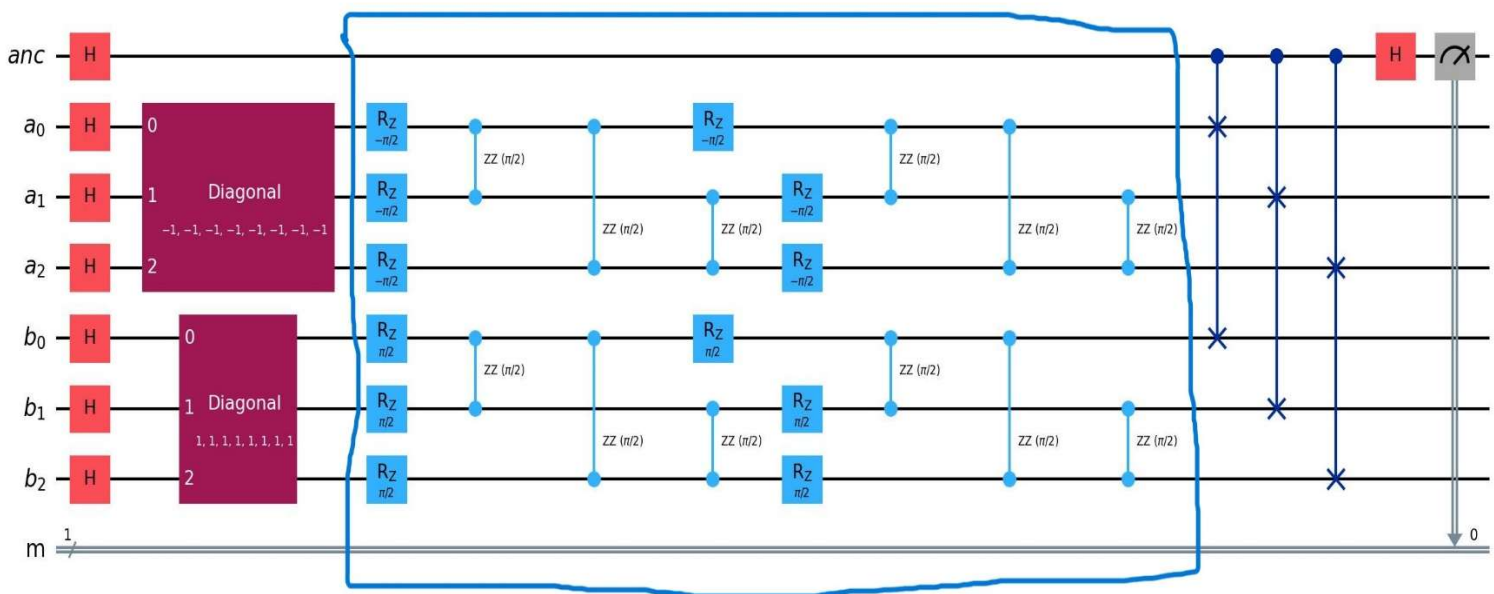 anc H H
a0 H 0 RZ −π/2 RZ −π/2
ZZ (π/2) ZZ (π/2)
a1 H 1 Diagonal RZ −π/2 RZ −π/2
−1, −1, −1, −1, −1, −1, −1, −1
ZZ (π/2) ZZ (π/2) ZZ (π/2) ZZ (π/2)
a2 H 2 RZ −π/2 RZ −π/2
b0 H 0 RZ π/2 RZ π/2
ZZ (π/2) ZZ (π/2)
b1 H 1 Diagonal RZ π/2 RZ π/2
1, 1, 1, 1, 1, 1, 1, 1
ZZ (π/2) ZZ (π/2) ZZ (π/2) ZZ (π/2)
b2 H 2 RZ π/2 RZ π/2
m 1 0